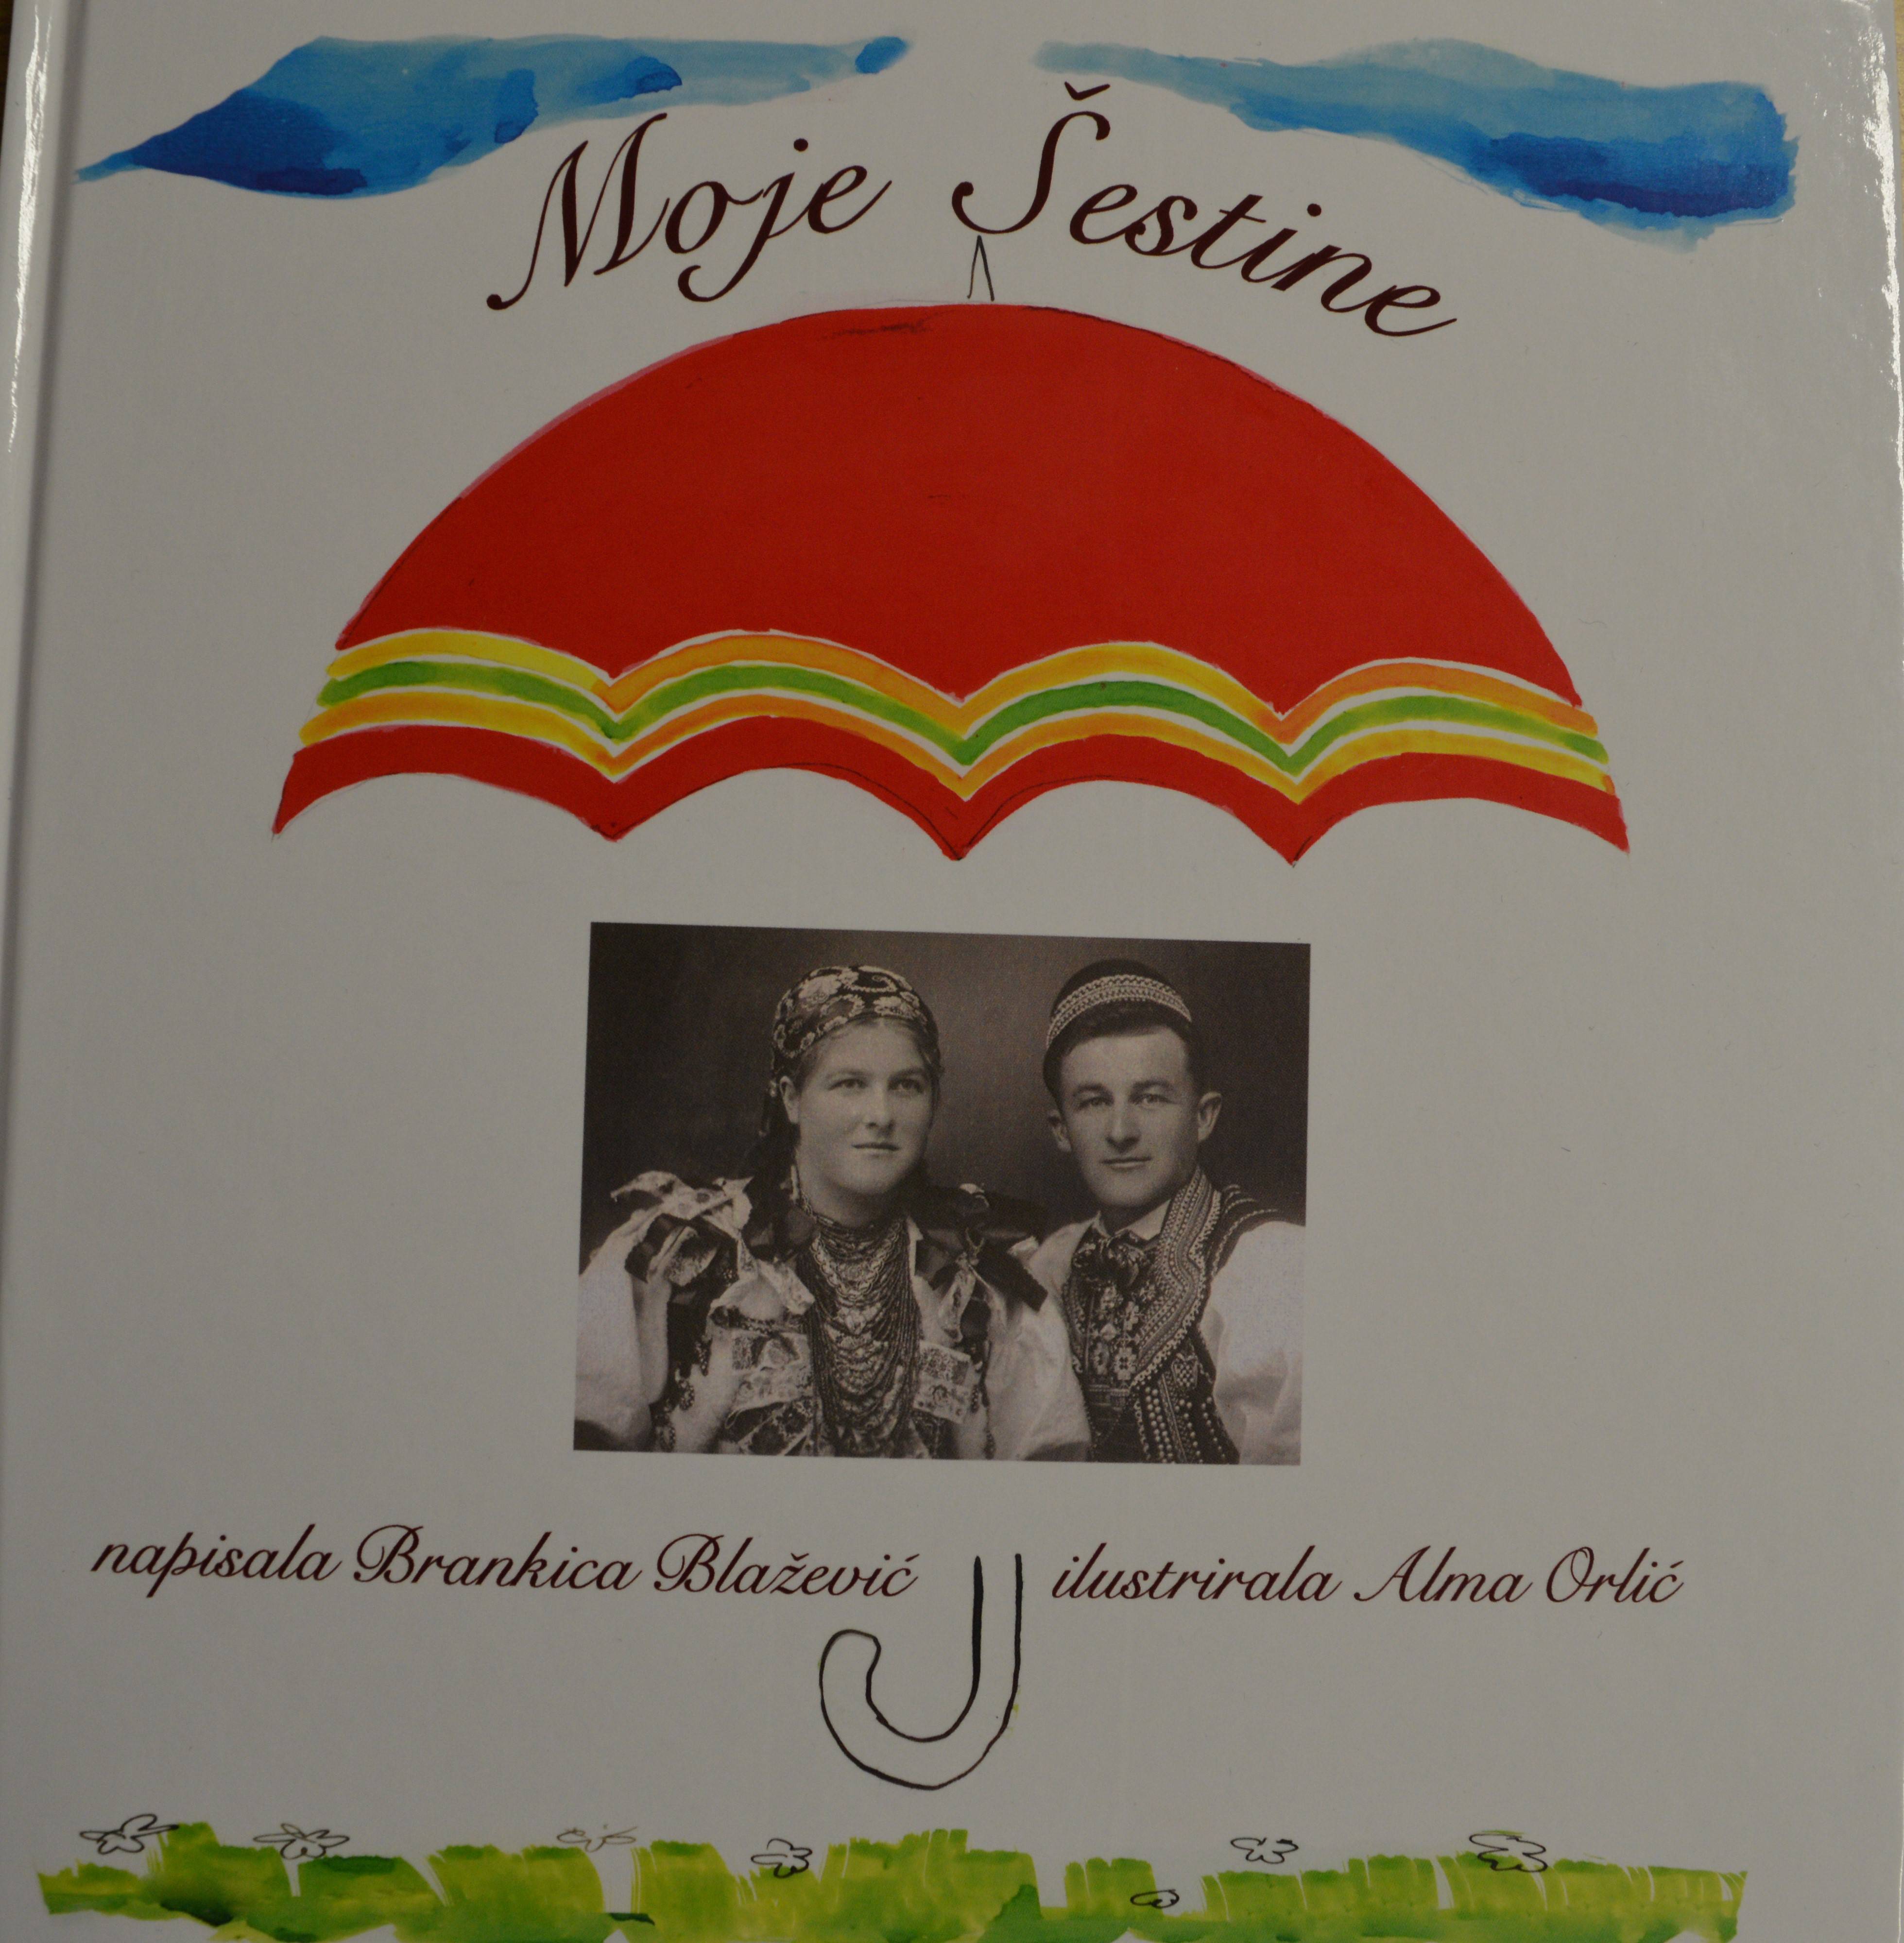 Moje Šestine
napisala Brankica Blažević ilustrirala Alma Orlić